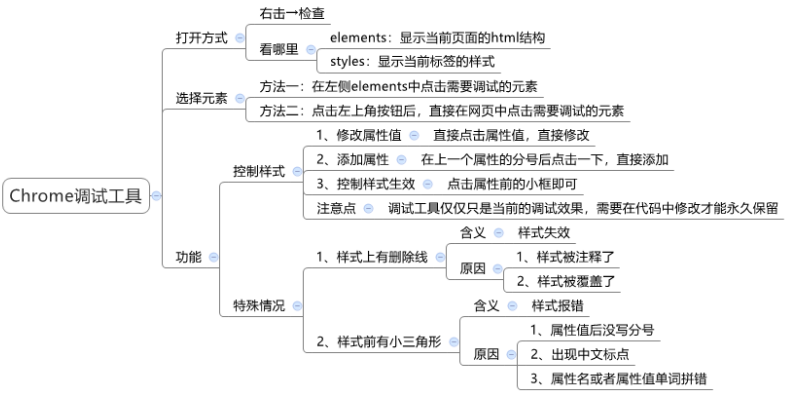 Chrome调试工具
打开方式
右击→检查
看哪里
elements：显示当前页面的html结构
styles：显示当前标签的样式
选择元素
方法一：在左侧elements中点击需要调试的元素
方法二：点击左上角按钮后，直接在网页中点击需要调试的元素
功能
控制样式
1、修改属性值
直接点击属性值，直接修改
2、添加属性
在上一个属性的分号后点击一下，直接添加
3、控制样式生效
点击属性前的小框即可
注意点
调试工具仅仅只是当前的调试效果，需要在代码中修改才能永久保留
特殊情况
1、样式上有删除线
含义
样式失效
原因
1、样式被注释了
2、样式被覆盖了
2、样式前有小三角形
含义
样式报错
原因
1、属性值后没写分号
2、出现中文标点
3、属性名或者属性值单词拼错